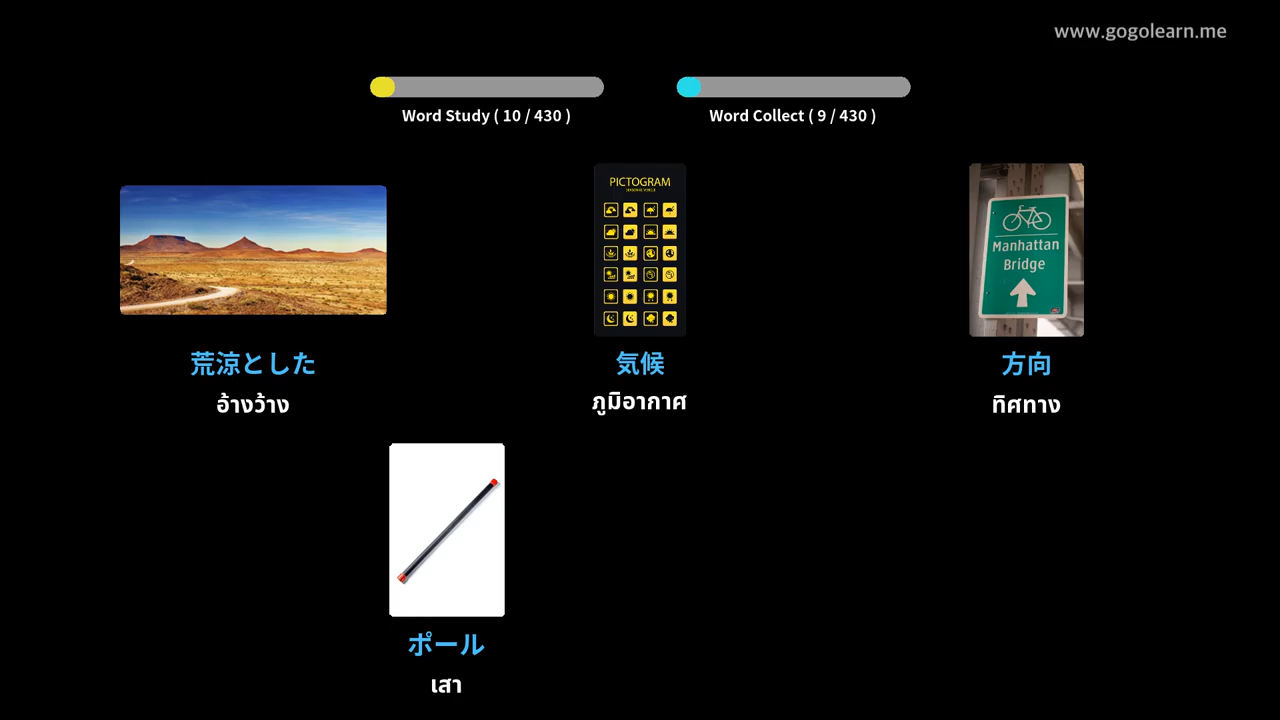 www.gogolearn.me
Word Study ( 10 / 430 )
Word Collect ( 9 / 430 )
PICTOGRAM
Manhattan
Bridge
荒涼とした
気候
方向
อ้างว้าง
ภูมิอากาศ
ทิศทาง
ポール
เสา